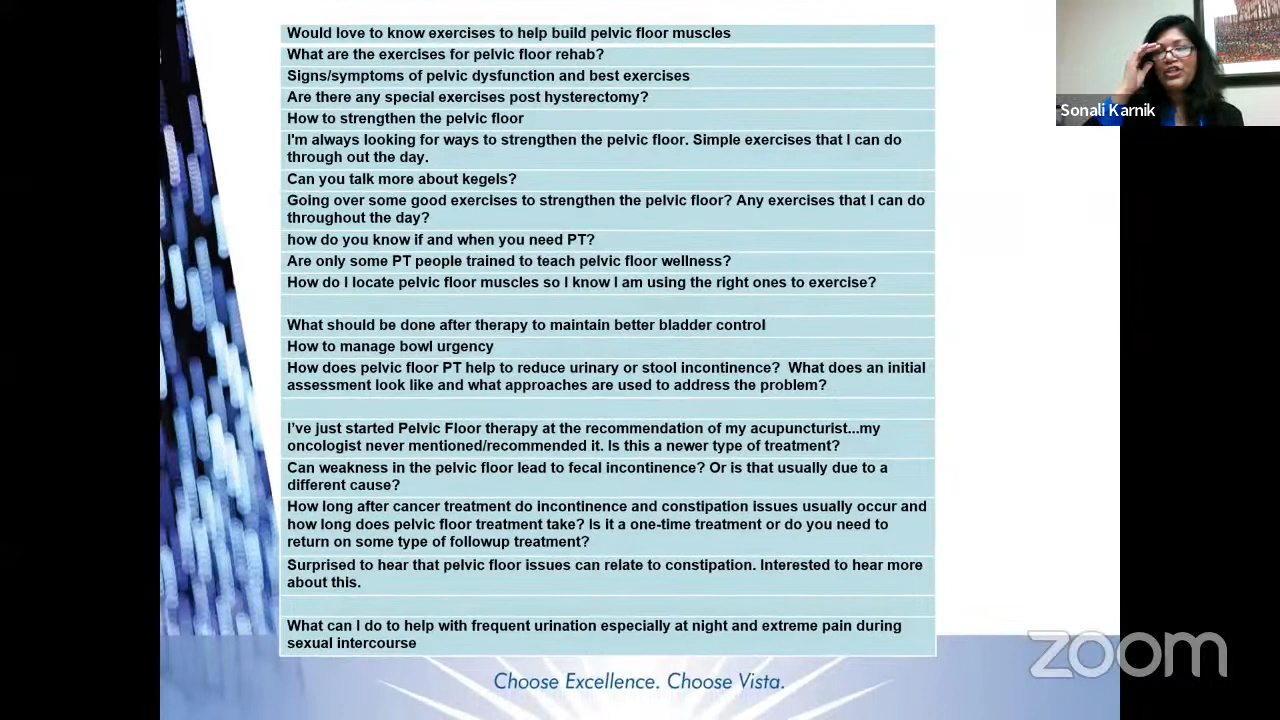 Would love to know exercises to help build pelvic floor muscles
What are the exercises for pelvic floor rehab?
Signs/symptoms of pelvic dysfunction and best exercises
Are there any special exercises post hysterectomy?
How to strengthen the pelvic floor
I'm always looking for ways to strengthen the pelvic floor. Simple exercises that I can do
through out the day.
Can you talk more about kegels?
Going over some good exercises to strengthen the pelvic floor? Any exercises that I can do
throughout the day?
how do you know if and when you need PT?
Are only some PT people trained to teach pelvic floor wellness?
How do I locate pelvic floor muscles so I know I am using the right ones to exercise?
What should be done after therapy to maintain better bladder control
How to manage bowl urgency
How does pelvic floor PT help to reduce urinary or stool incontinence? What does an initial
assessment look like and what approaches are used to address the problem?
I've just started Pelvic Floor therapy at the recommendation of my acupuncturist...my
oncologist never mentioned/recommended it. Is this a newer type of treatment?
Can weakness in the pelvic floor lead to fecal incontinence? Or is that usually due to a
different cause?
How long after cancer treatment do incontinence and constipation issues usually occur and
how long does pelvic floor treatment take? Is it a one-time treatment or do you need to
return on some type of followup treatment?
Surprised to hear that pelvic floor issues can relate to constipation. Interested to hear more
about this.
What can I do to help with frequent urination especially at night and extreme pain during
sexual intercourse
Choose Excellence. Choose Vista.
Sonali Karnik
zoom